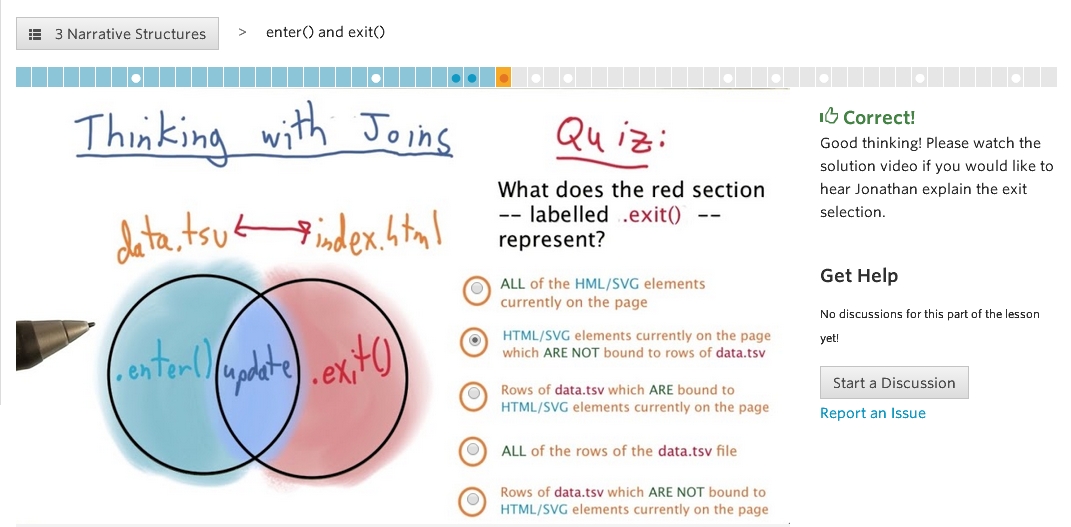 3 Narrative Structures > enter() and exit()
Thinking with Joins
data.tsv index.html
.enter() update .exit()
Quiz:
What does the red section
-- labelled .exit() --
represent?
ALL of the HML/SVG elements
currently on the page
HTML/SVG elements currently on the page
which ARE NOT bound to rows of data.tsv
Rows of data.tsv which ARE bound to
HTML/SVG elements currently on the page
ALL of the rows of the data.tsv file
Rows of data.tsv which ARE NOT bound to
HTML/SVG elements currently on the page
Correct!
Good thinking! Please watch the
solution video if you would like to
hear Jonathan explain the exit
selection.
Get Help
No discussions for this part of the lesson
yet!
Start a Discussion
Report an Issue